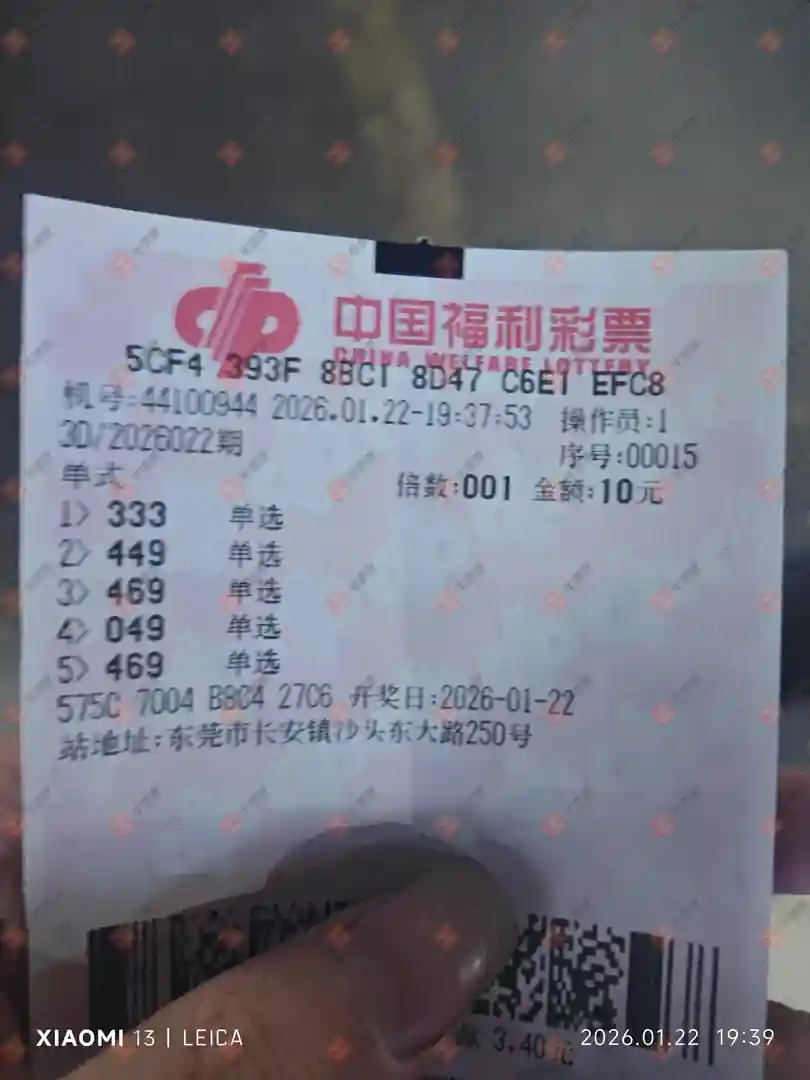 中国福利彩票
CHINA WELFARE LOTTERY
5CF4 393F 8BC1 8D47 C6E1 EFC8
机号:44100944 2026.01.22-19:37:53 操作员:1
3D/2026022期 序号:00015
单式 倍数:001 金额:10元
1> 333 单选
2> 449 单选
3> 469 单选
4> 049 单选
5> 469 单选
575C 7004 B8C4 27C6 开奖日:2026-01-22
站地址:东莞市长安镇沙头东大路250号
3.40元
XIAOMI 13 | LEICA
2026.01.22 19:39